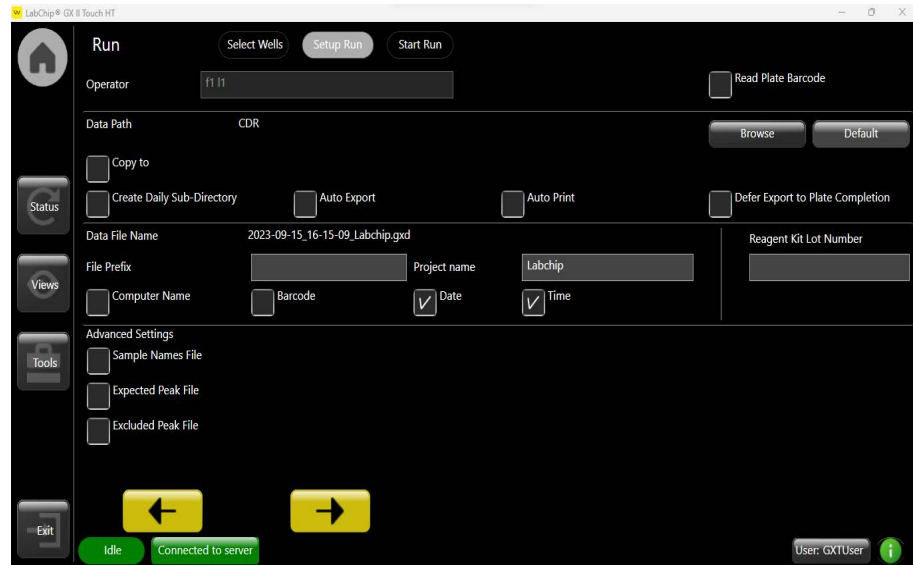 LabChip® GX II Touch HT
Run
Select Wells
Setup Run
Start Run
Operator
f1 l1
Read Plate Barcode
Data Path
CDR
Browse
Default
Copy to
Create Daily Sub-Directory
Auto Export
Auto Print
Defer Export to Plate Completion
Status
Data File Name
2023-09-15_16-15-09_Labchip.gxd
Reagent Kit Lot Number
File Prefix
Project name
Labchip
Views
Computer Name
Barcode
Date
Time
Advanced Settings
Sample Names File
Tools
Expected Peak File
Excluded Peak File
Exit
Idle
Connected to server
User: GXTUser
i